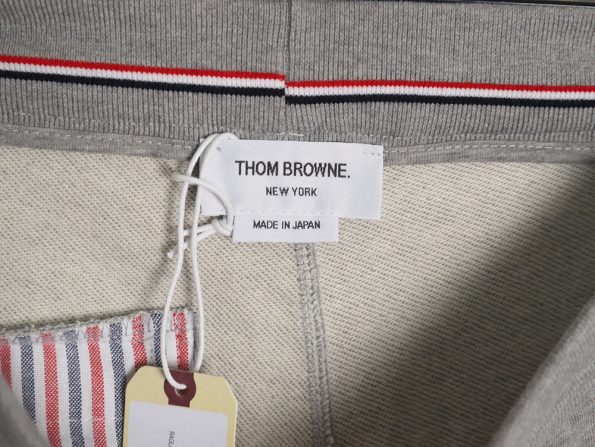 THOM BROWNE.
NEW YORK
MADE IN JAPAN